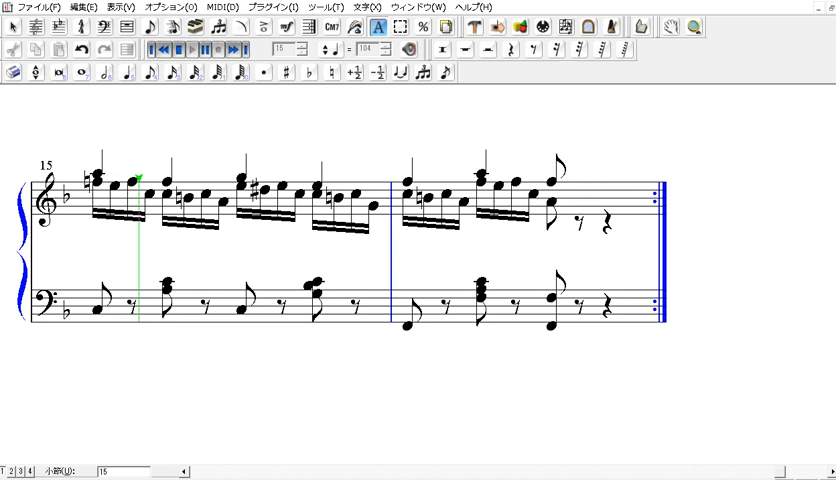 ファイル(F) 編集(E) 表示(V) オプション(O) MIDI(D) プラグイン(I) ツール(T) 文字(X) ウィンドウ(W) ヘルプ(H)
mf CM7 A %
15 = 104
+1/2 -1/2
15
1 2 3 4 小節(U): 15